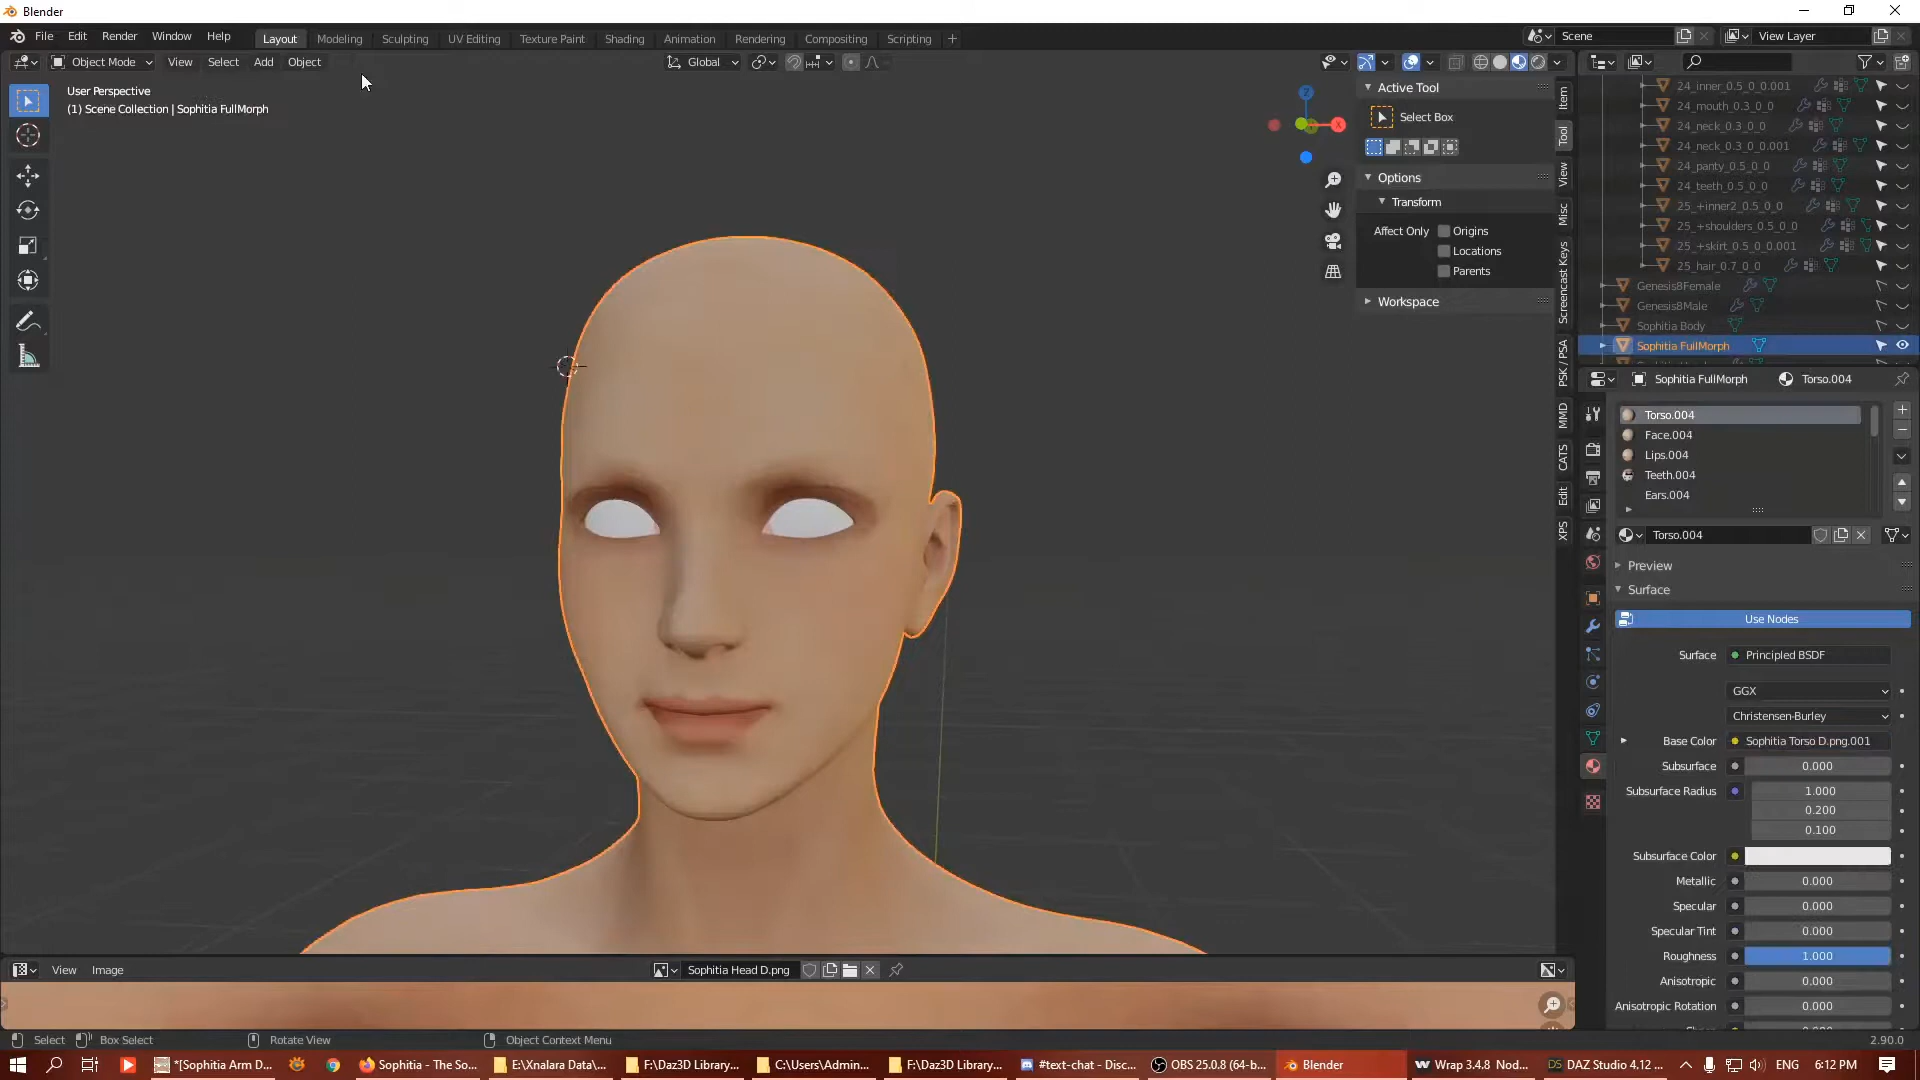 Blender
File Edit Render Window Help Layout Modeling Sculpting UV Editing Texture Paint Shading Animation Rendering Compositing Scripting + Scene View Layer
Object Mode View Select Add Object Global
User Perspective
(1) Scene Collection | Sophitia FullMorph
Active Tool
Select Box
Options
Transform
Affect Only Origins
Locations
Parents
Workspace
Item
Tool
View
Misc
Screencast Keys
PSK / PSA
MMD
CATS
Edit
XPS
Z
X
24_inner_0.5_0_0.001
24_mouth_0.3_0_0
24_neck_0.3_0_0
24_neck_0.3_0_0.001
24_panty_0.5_0_0
24_teeth_0.5_0_0
25_+inner2_0.5_0_0
25_+shoulders_0.5_0_0
25_+skirt_0.5_0_0.001
25_hair_0.7_0_0
Genesis8Female
Genesis8Male
Sophitia Body
Sophitia FullMorph
Sophitia FullMorph Torso.004
Torso.004
Face.004
Lips.004
Teeth.004
Ears.004
Torso.004
Preview
Surface
Use Nodes
Surface Principled BSDF
GGX
Christensen-Burley
Base Color Sophitia Torso D.png.001
Subsurface 0.000
Subsurface Radius 1.000
0.200
0.100
Subsurface Color
Metallic 0.000
Specular 0.000
Specular Tint 0.000
Roughness 1.000
Anisotropic 0.000
Anisotropic Rotation 0.000
View Image Sophitia Head D.png
Select Box Select Rotate View Object Context Menu 2.90.0
*[Sophitia Arm D... Sophitia - The So... E:\Xnalara Data\... F:\Daz3D Library... C:\Users\Admin... F:\Daz3D Library... #text-chat - Disc... OBS 25.0.8 (64-b... Blender Wrap 3.4.8 Nod... DAZ Studio 4.12 ... ENG 6:12 PM